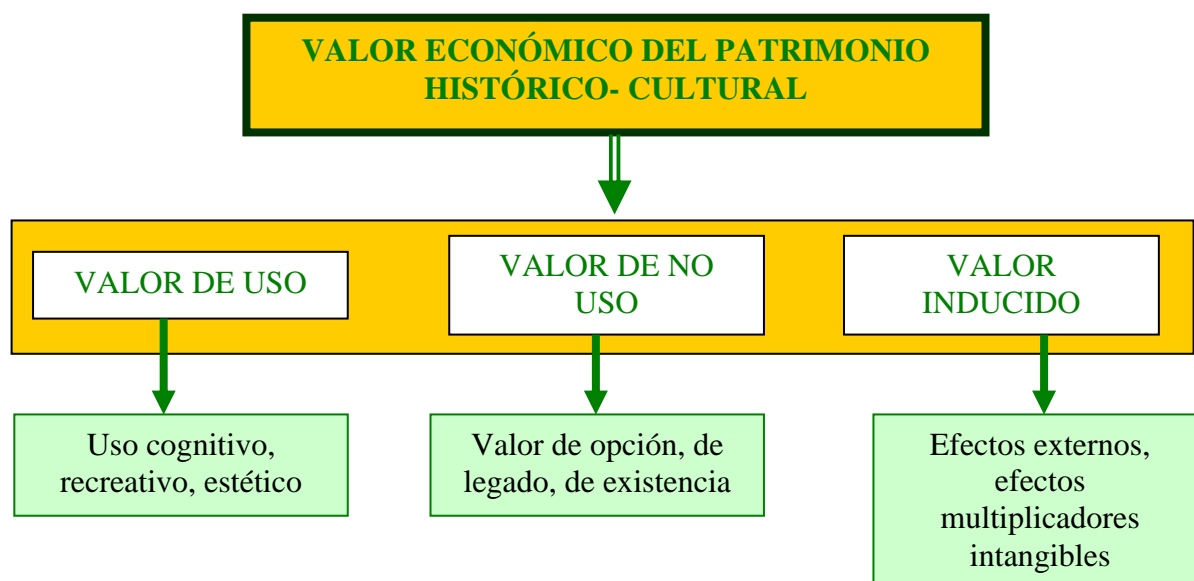 VALOR ECONÓMICO DEL PATRIMONIO
HISTÓRICO- CULTURAL
VALOR DE USO
VALOR DE NO
USO
VALOR
INDUCIDO
Uso cognitivo,
recreativo, estético
Valor de opción, de
legado, de existencia
Efectos externos,
efectos
multiplicadores
intangibles